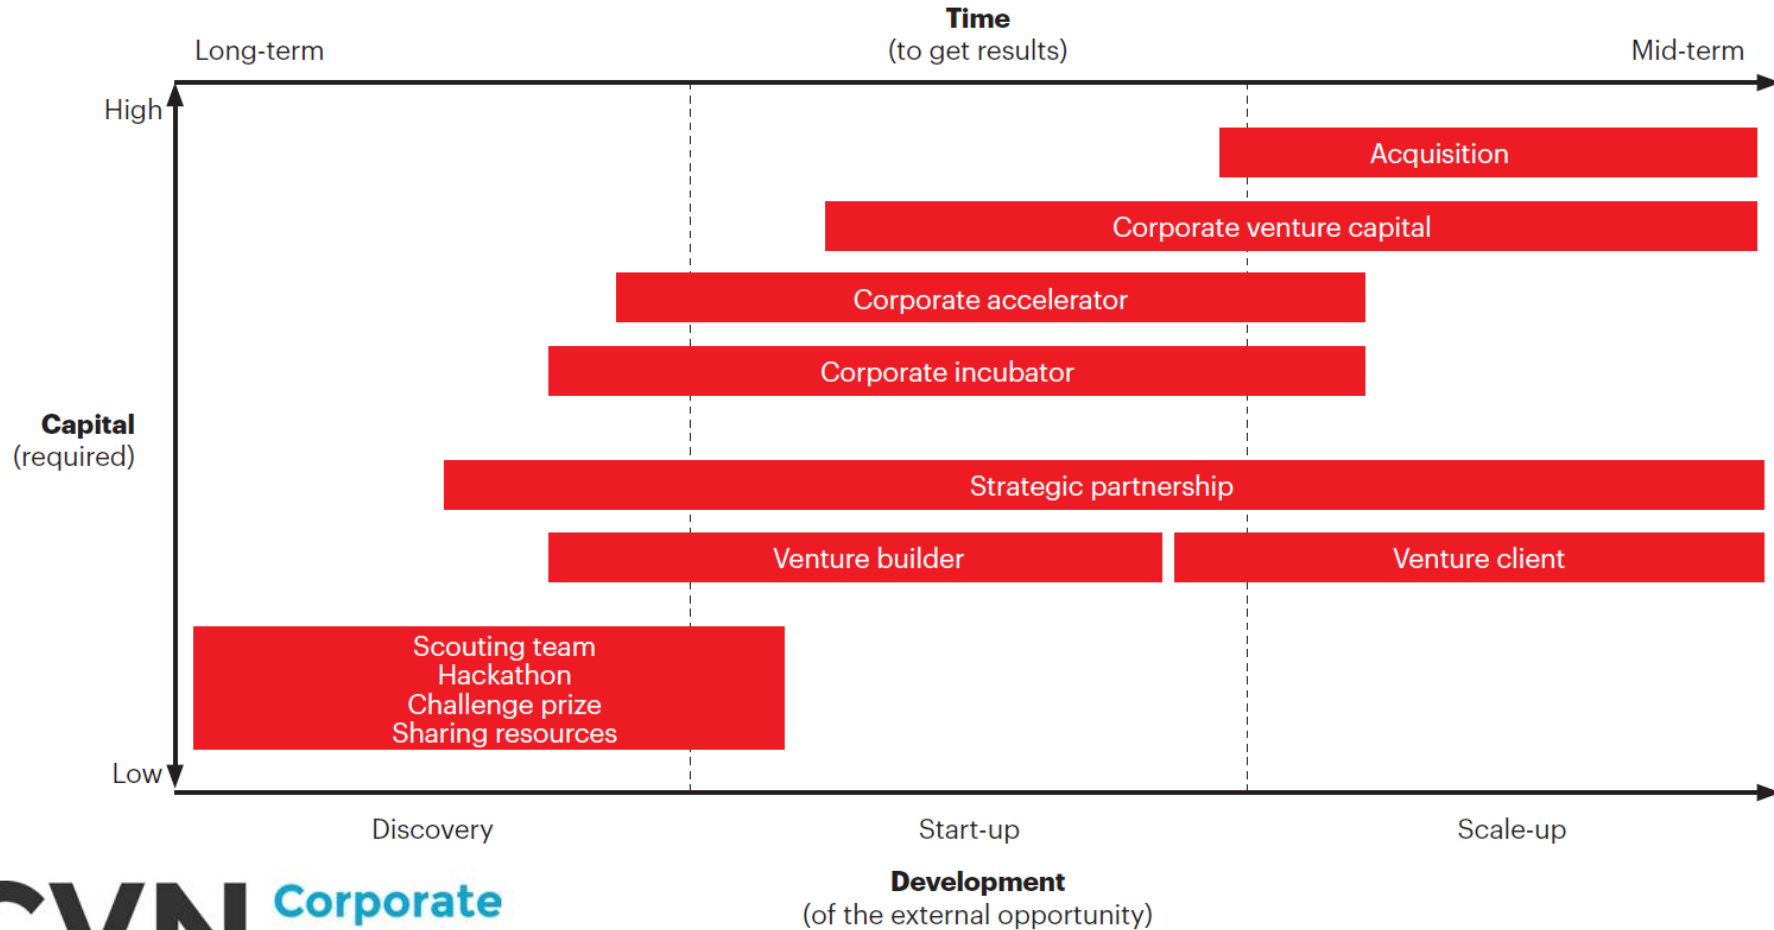 Time
(to get results)
Long-term
Mid-term
High
Acquisition
Corporate venture capital
Corporate accelerator
Corporate incubator
Capital
(required)
Strategic partnership
Venture builder
Venture client
Scouting team
Hackathon
Challenge prize
Sharing resources
Low
Discovery
Start-up
Scale-up
Development
(of the external opportunity)
Corporate